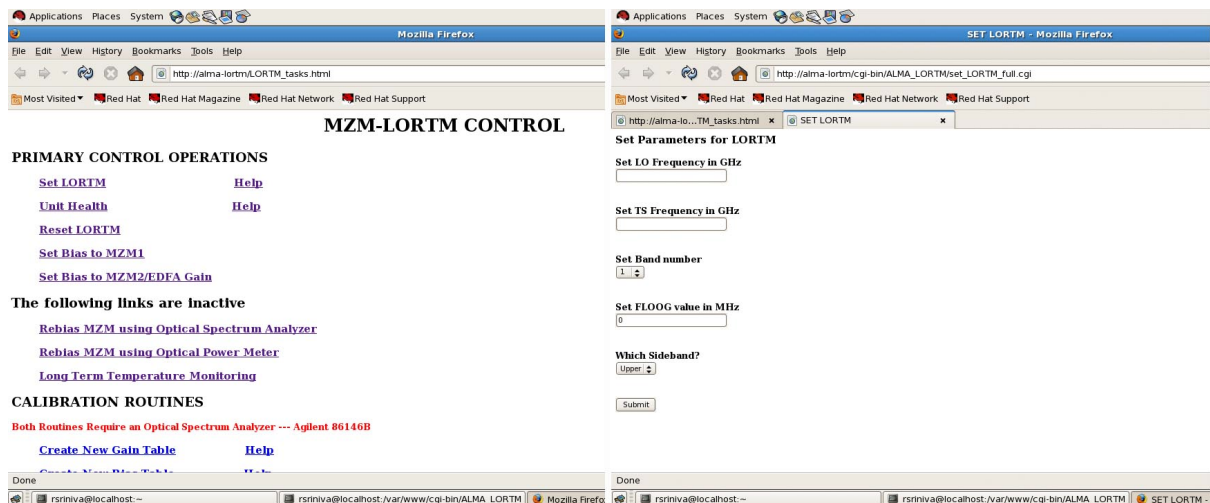 Applications Places System
Mozilla Firefox
File Edit View History Bookmarks Tools Help
http://alma-lortm/LORTM_tasks.html
Most Visited Red Hat Red Hat Magazine Red Hat Network Red Hat Support
MZM-LORTM CONTROL
PRIMARY CONTROL OPERATIONS
Set LORTM Help
Unit Health Help
Reset LORTM
Set Bias to MZM1
Set Bias to MZM2/EDFA Gain
The following links are inactive
Rebias MZM using Optical Spectrum Analyzer
Rebias MZM using Optical Power Meter
Long Term Temperature Monitoring
CALIBRATION ROUTINES
Both Routines Require an Optical Spectrum Analyzer --- Agilent 86146B
Create New Gain Table Help
Create New Bias Table Help
Done
rsriniva@localhost:~ rsriniva@localhost:/var/www/cgi-bin/ALMA_LORTM Mozilla Firefo
Applications Places System
SET LORTM - Mozilla Firefox
File Edit View History Bookmarks Tools Help
http://alma-lortm/cgi-bin/ALMA_LORTM/set_LORTM_full.cgi
Most Visited Red Hat Red Hat Magazine Red Hat Network Red Hat Support
http://alma-lo...TM_tasks.html SET LORTM
Set Parameters for LORTM
Set LO Frequency in GHz
Set TS Frequency in GHz
Set Band number
1
Set FLOOG value in MHz
0
Which Sideband?
Upper
Submit
Done
rsriniva@localhost:~ rsriniva@localhost:/var/www/cgi-bin/ALMA_LORTM SET LORTM -